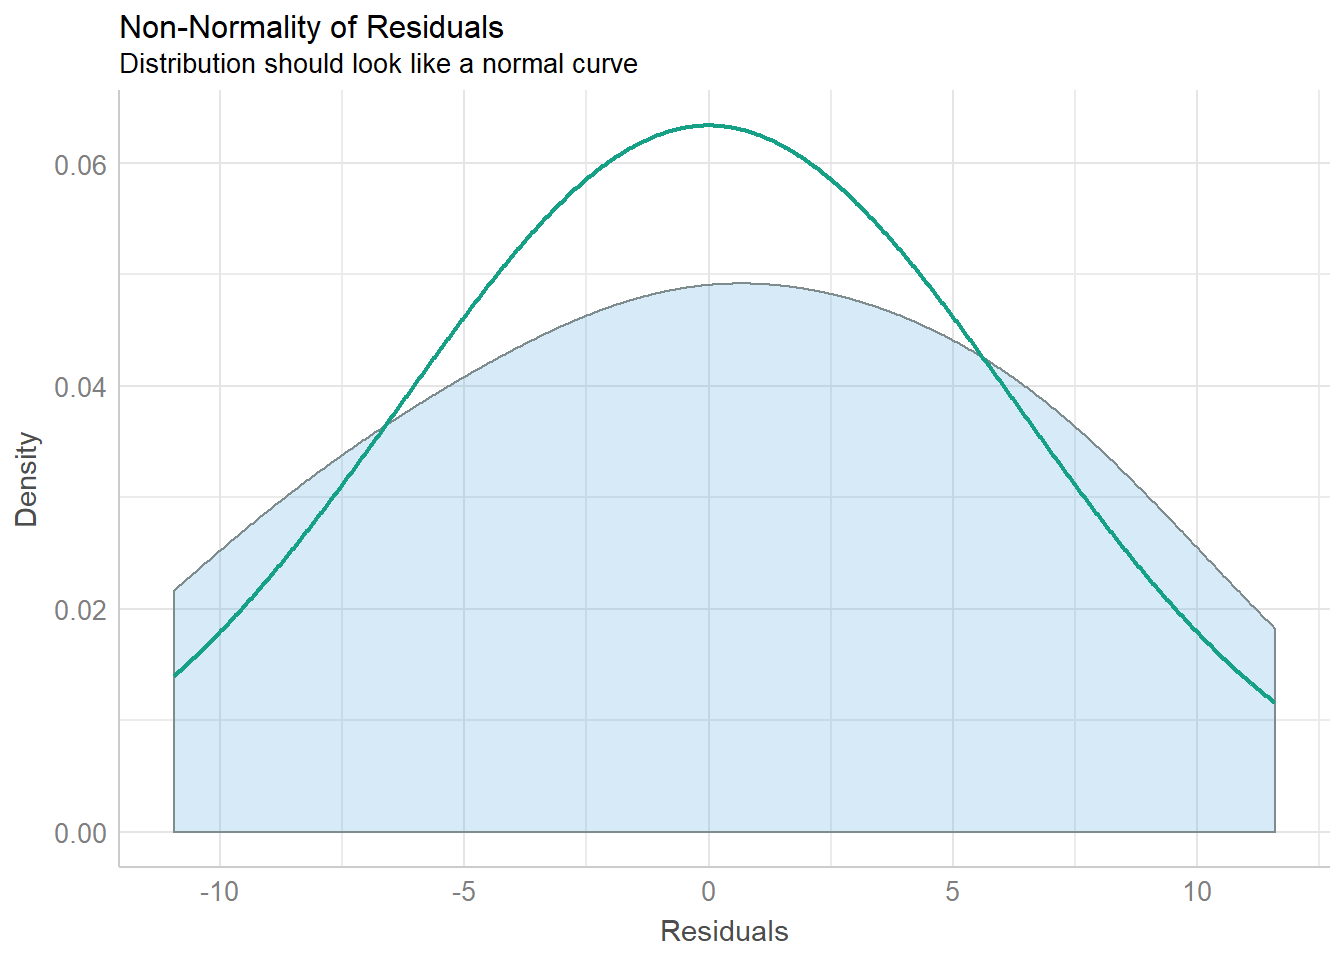 Non-Normality of Residuals
Distribution should look like a normal curve
0.06
0.04
0.02
0.00
Density
-10
-5
0
5
10
Residuals